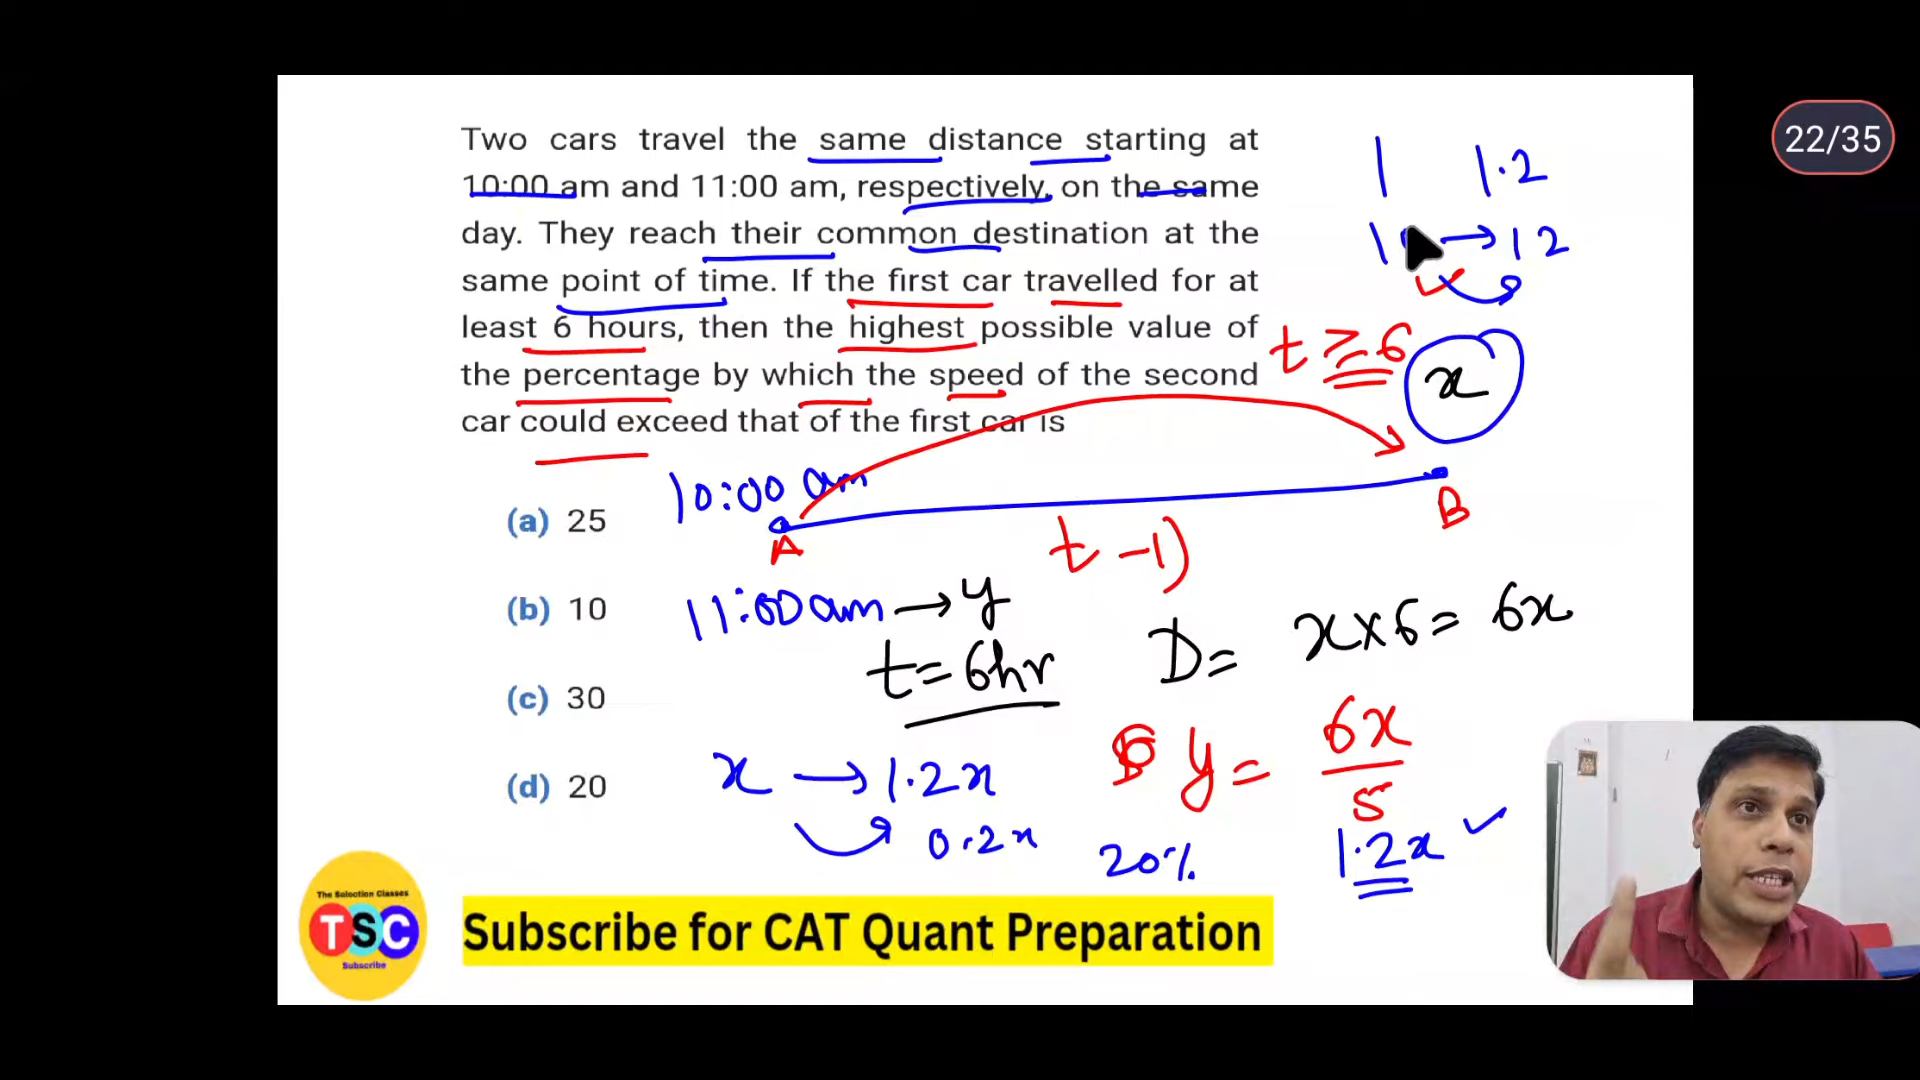 22/35
Two cars travel the same distance starting at
10:00 am and 11:00 am, respectively, on the same
day. They reach their common destination at the
same point of time. If the first car travelled for at
least 6 hours, then the highest possible value of
the percentage by which the speed of the second
car could exceed that of the first car is
1 1.2
→ 12
t ≥ 6
x
10:00 am
A
B
t -1)
(a) 25
(b) 10
(c) 30
(d) 20
11:00 am → y
t = 6hr
D = x×6 = 6x
y = 6x/5
x → 1.2x
0.2x
20%
1.2x ✓
The Selection Classes
TSC
Subscribe
Subscribe for CAT Quant Preparation